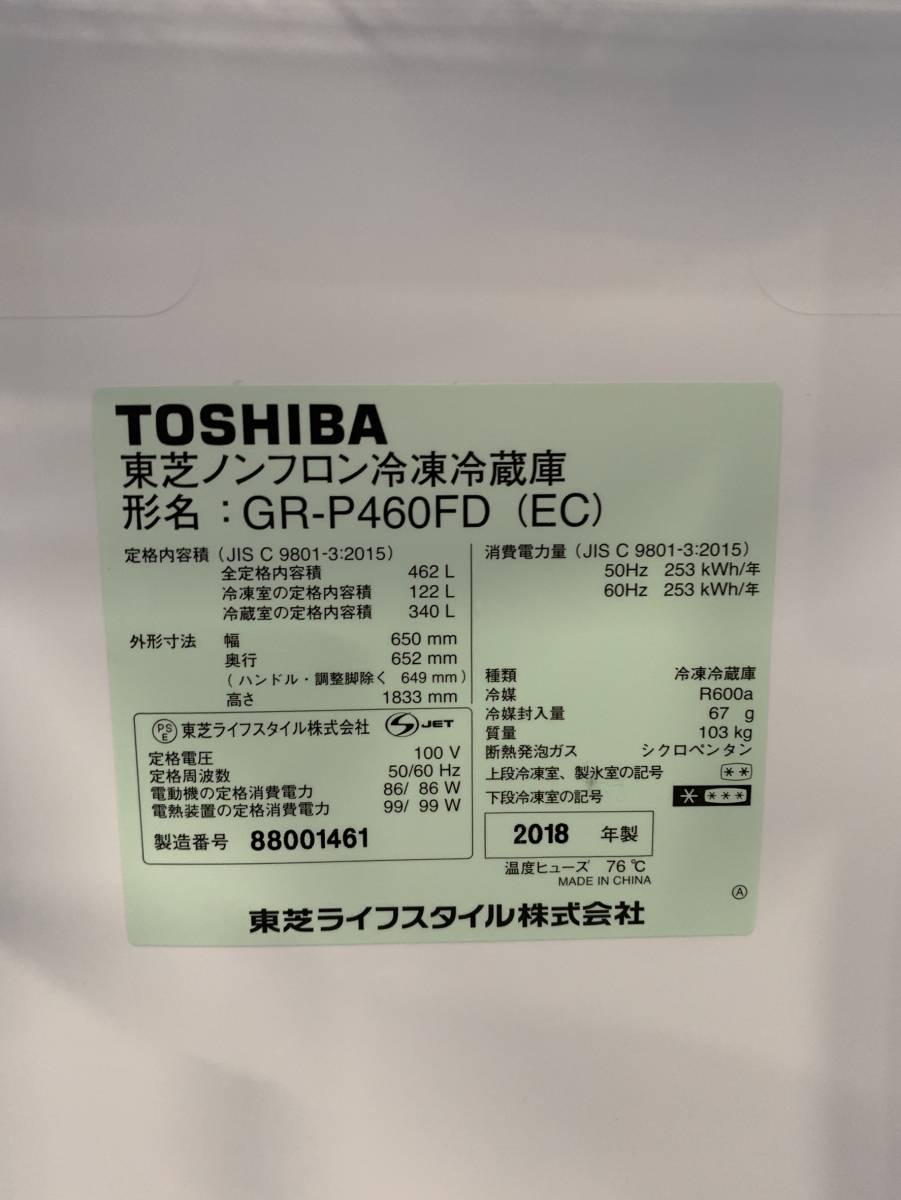 TOSHIBA
東芝ノンフロン冷凍冷蔵庫
形名：GR-P460FD (EC)
定格内容積 (JIS C 9801-3:2015)
全定格内容積 462 L
冷凍室の定格内容積 122 L
冷蔵室の定格内容積 340 L
外形寸法 幅 650 mm
奥行 652 mm
(ハンドル・調整脚除く 649 mm)
高さ 1833 mm
PS E 東芝ライフスタイル株式会社 S JET
定格電圧 100 V
定格周波数 50/60 Hz
電動機の定格消費電力 86/ 86 W
電熱装置の定格消費電力 99/ 99 W
製造番号 88001461
消費電力量 (JIS C 9801-3:2015)
50Hz 253 kWh/年
60Hz 253 kWh/年
種類 冷凍冷蔵庫
冷媒 R600a
冷媒封入量 67 g
質量 103 kg
断熱発泡ガス シクロペンタン
上段冷凍室、製氷室の記号 **
下段冷凍室の記号 * ***
2018 年製
温度ヒューズ 76 ℃
MADE IN CHINA
Ⓐ
東芝ライフスタイル株式会社